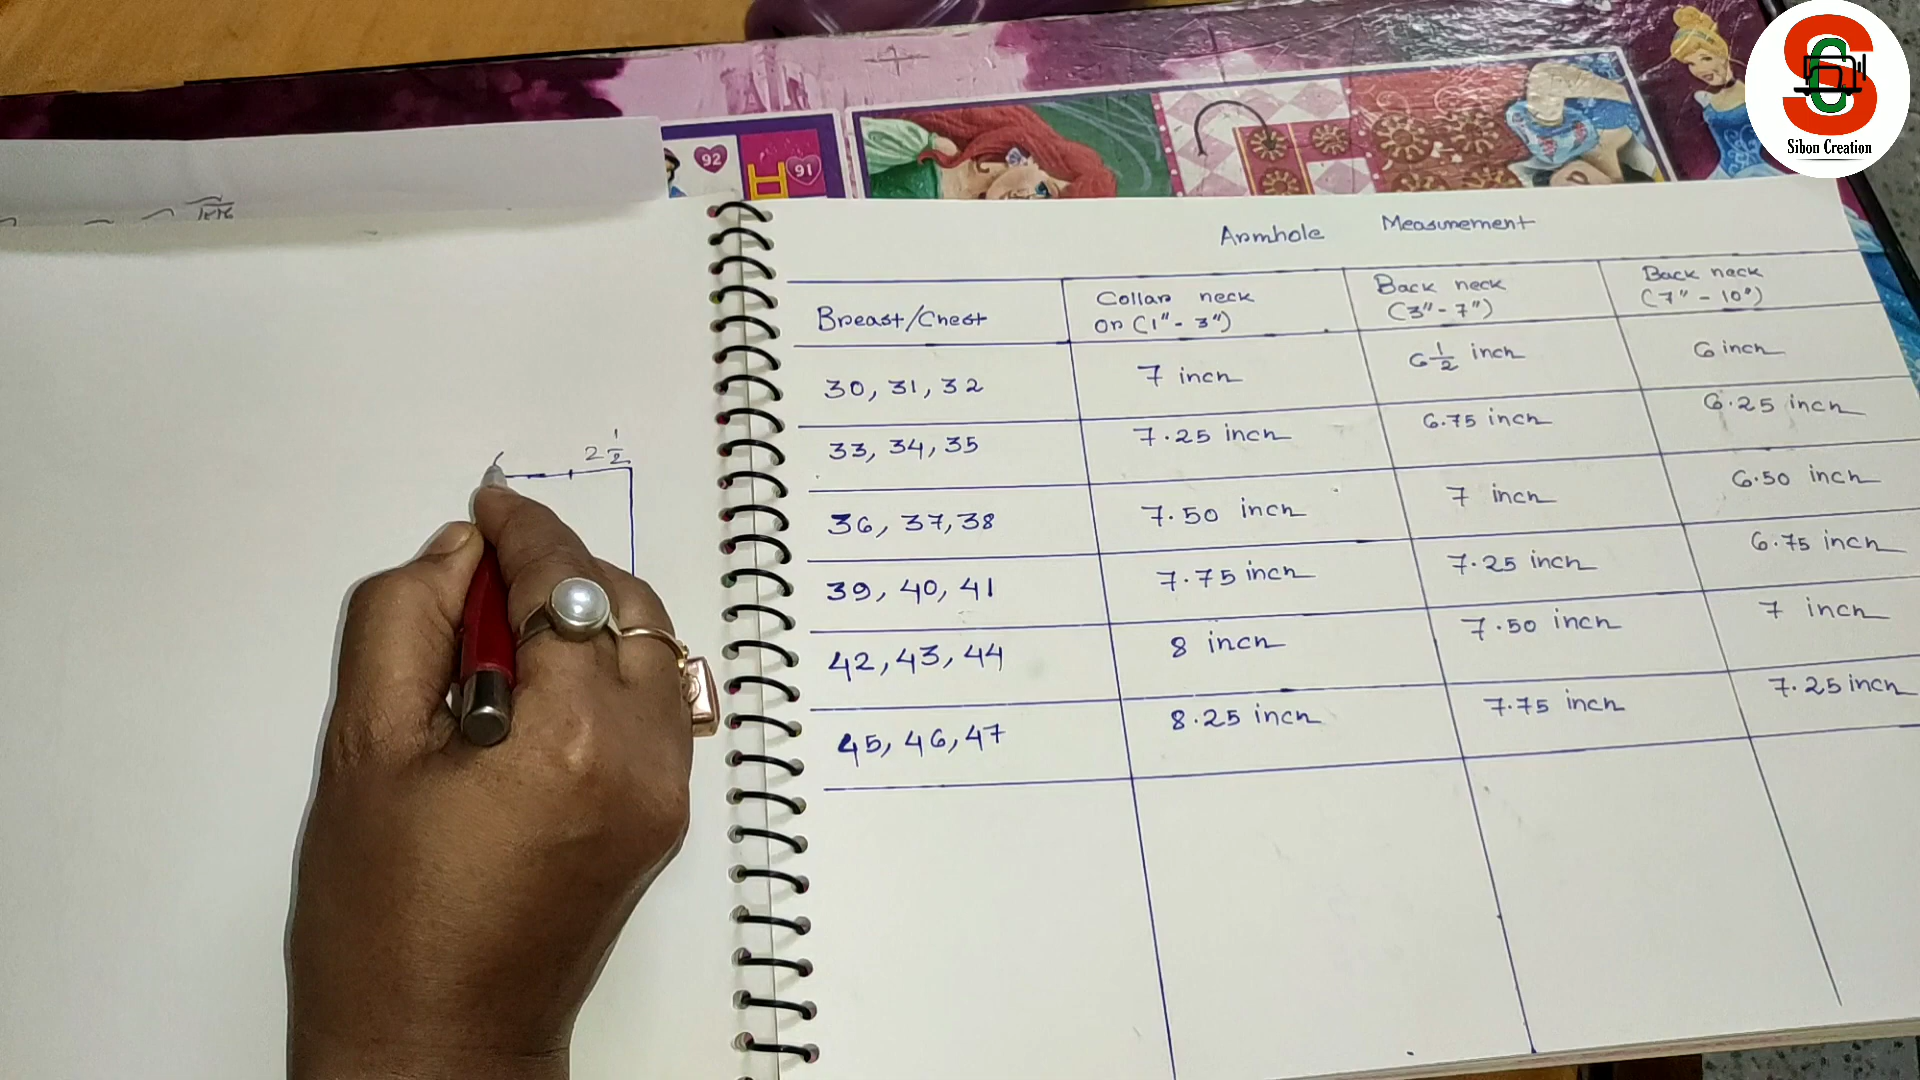 S
Sibon Creation
92
91
Armhole Measurement
Breast/Chest
Collar neck
or (1" - 3")
Back neck
(3" - 7")
Back neck
(7" - 10")
30, 31, 32
7 inch
6 1/2 inch
6 inch
33, 34, 35
7.25 inch
6.75 inch
6.25 inch
36, 37, 38
7.50 inch
7 inch
6.50 inch
39, 40, 41
7.75 inch
7.25 inch
6.75 inch
42, 43, 44
8 inch
7.50 inch
7 inch
45, 46, 47
8.25 inch
7.75 inch
7.25 inch
2 1/2